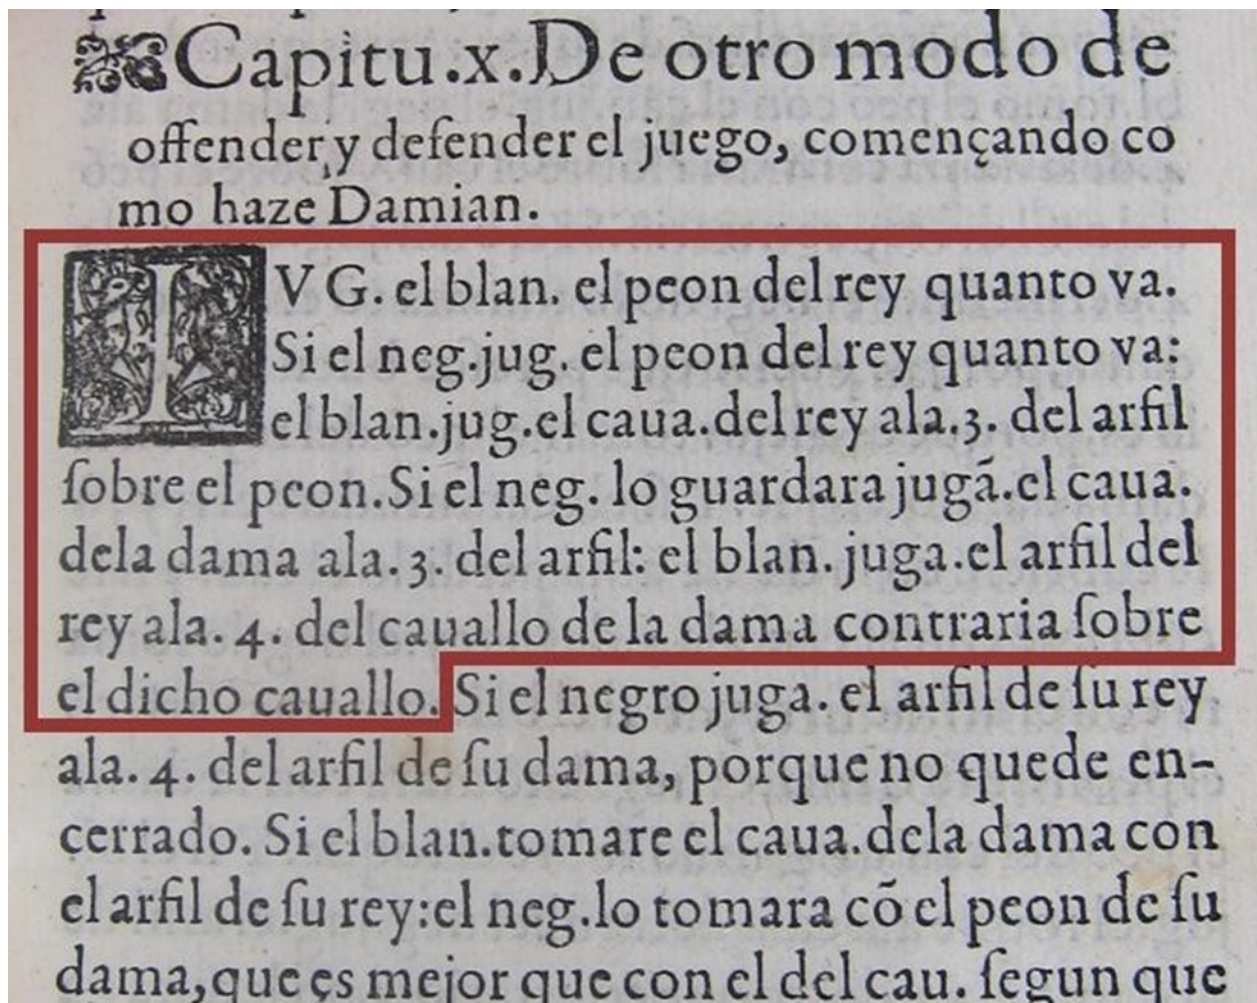 Capitu.x.De otro modo de
offender y defender el juego, començando co
mo haze Damian.
IVG. el blan. el peon del rey quanto va.
Si el neg.jug. el peon del rey quanto va:
el blan.jug.el caua.del rey ala.3. del arfil
ſobre el peon.Si el neg. lo guardara jugã.el caua.
dela dama ala.3. del arfil: el blan. juga.el arfil del
rey ala. 4. del cauallo de la dama contraria ſobre
el dicho cauallo. Si el negro juga. el arfil de ſu rey
ala. 4. del arfil de ſu dama, porque no quede en-
cerrado. Si el blan.tomare el caua.dela dama con
el arfil de ſu rey:el neg.lo tomara cõ el peon de ſu
dama,que es mejor que con el del cau. ſegun que